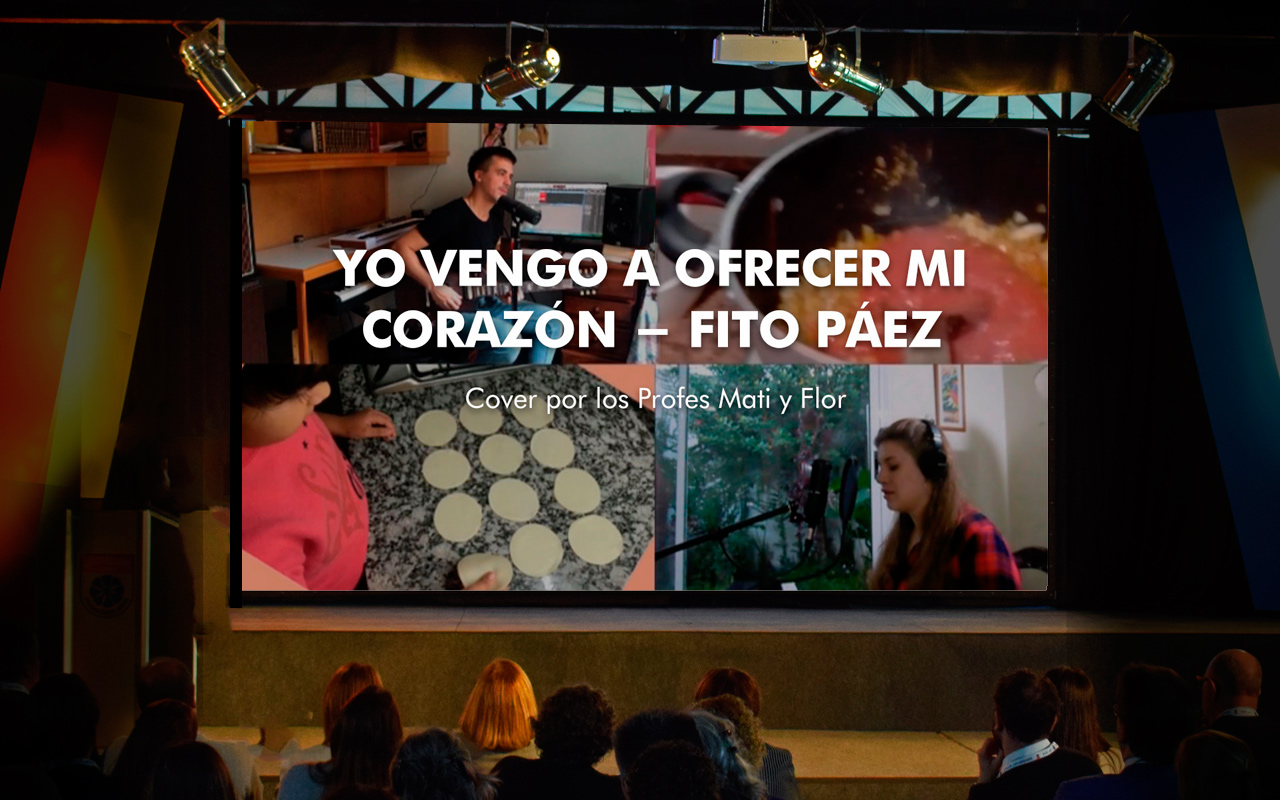 YO VENGO A OFRECER MI
CORAZÓN – FITO PÁEZ
Cover por los Profes Mati y Flor